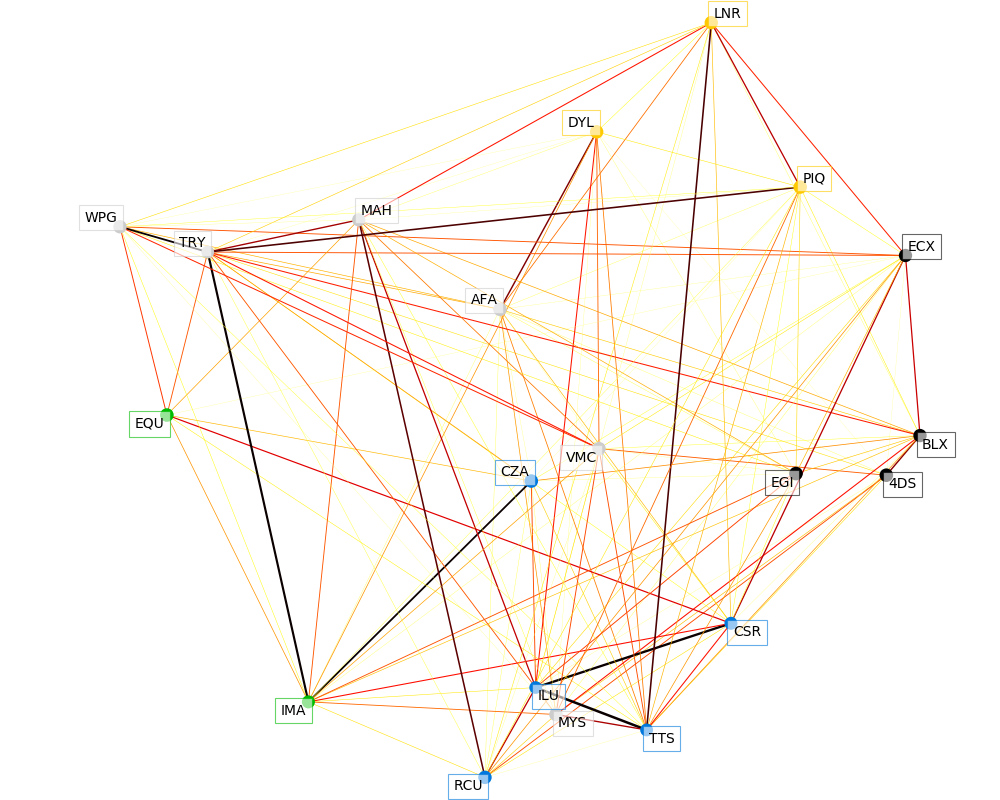 LNR
DYL
PIQ
MAH
WPG
TRY
ECX
AFA
EQU
BLX
VMC
CZA
EGI
4DS
CSR
ILU
IMA
MYS
TTS
RCU